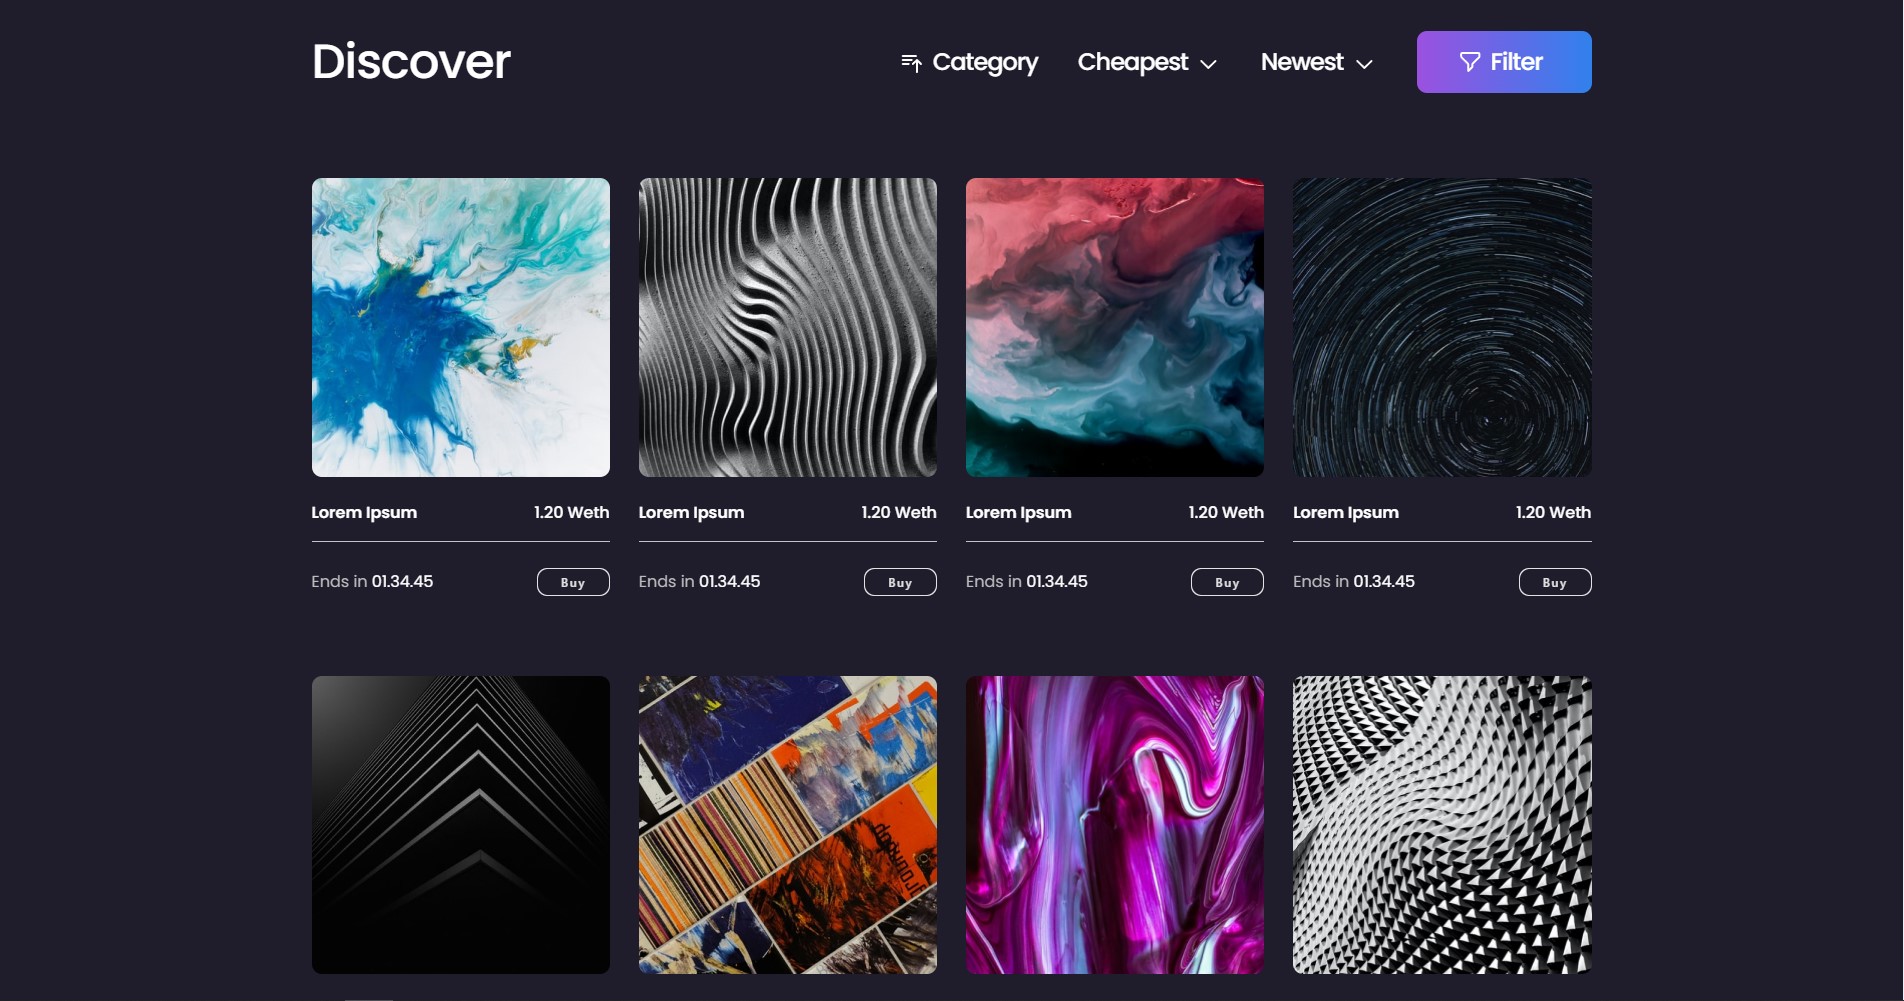 Discover
Category
Cheapest
Newest
Filter
Lorem Ipsum 1.20 Weth
Lorem Ipsum 1.20 Weth
Lorem Ipsum 1.20 Weth
Lorem Ipsum 1.20 Weth
Ends in 01.34.45 Buy
Ends in 01.34.45 Buy
Ends in 01.34.45 Buy
Ends in 01.34.45 Buy